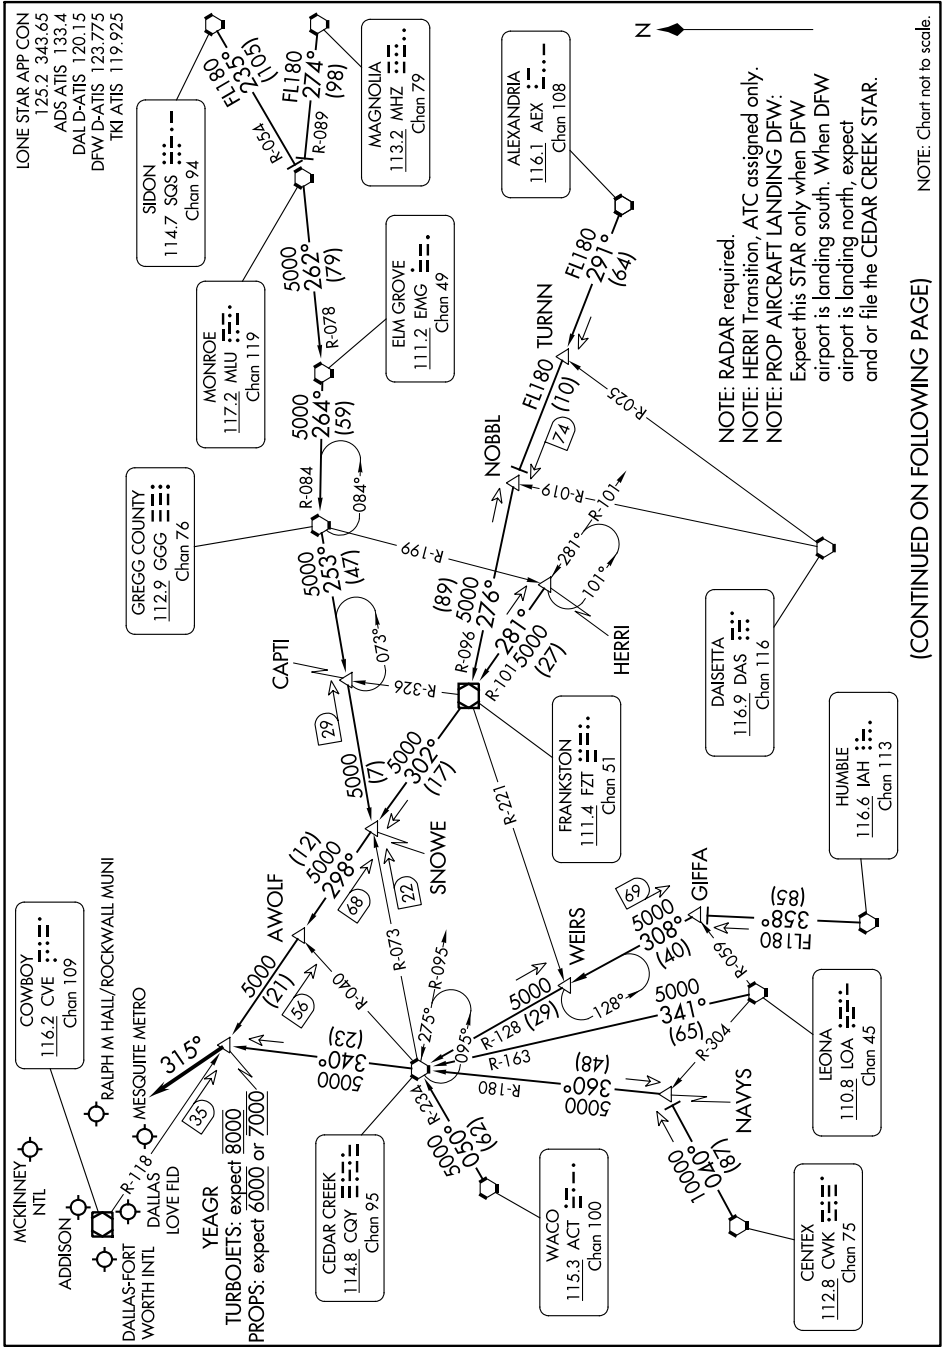 LONE STAR APP CON
125.2 343.65
ADS ATIS 133.4
DAL D-ATIS 120.15
DFW D-ATIS 123.775
TKI ATIS 119.925
SIDON
114.7 SQS
Chan 94
FL180
235°
(105)
R-054
FL180
274°
(98)
R-089
MAGNOLIA
113.2 MHZ
Chan 79
MONROE
117.2 MLU
Chan 119
5000
262°
(79)
R-078
ELM GROVE
111.2 EMG
Chan 49
5000
264°
(59)
R-084
084°
GREGG COUNTY
112.9 GGG
Chan 76
5000
253°
(47)
R-199
CAPTI
073°
R-326
29
5000
(7)
ALEXANDRIA
116.1 AEX
Chan 108
FL180
291°
(64)
TURNN
FL180
(10)
74
NOBBL
R-025
R-019
(89)
5000
276°
R-096
281°
5000
(27)
R-101
281°
R-101
101°
HERRI
DAISETTA
116.9 DAS
Chan 116
FRANKSTON
111.4 FZT
Chan 51
5000
302°
(17)
R-221
SNOWE
22
68
(12)
5000
298°
AWOLF
56
5000
(21)
R-073
R-040
COWBOY
116.2 CVE
Chan 109
RALPH M HALL/ROCKWALL MUNI
MESQUITE METRO
MCKINNEY
NTL
ADDISON
DALLAS
LOVE FLD
DALLAS-FORT
WORTH INTL
R-118
35
315°
YEAGR
TURBOJETS: expect 8000
PROPS: expect 6000 or 7000
5000
340°
(23)
CEDAR CREEK
114.8 CQY
Chan 95
275°
R-095
095°
R-234
5000
050°
(62)
WACO
115.3 ACT
Chan 100
R-128
5000
(29)
R-163
R-180
WEIRS
128°
5000
308°
(40)
69
GIFFA
R-059
FL180
358°
(85)
HUMBLE
116.6 IAH
Chan 113
5000
341°
(65)
LEONA
110.8 LOA
Chan 45
R-304
5000
360°
(48)
NAVYS
10000
040°
(87)
CENTEX
112.8 CWK
Chan 75
N
NOTE: RADAR required.
NOTE: HERRI Transition, ATC assigned only.
NOTE: PROP AIRCRAFT LANDING DFW:
Expect this STAR only when DFW
airport is landing south. When DFW
airport is landing north, expect
and or file the CEDAR CREEK STAR.
(CONTINUED ON FOLLOWING PAGE)
NOTE: Chart not to scale.